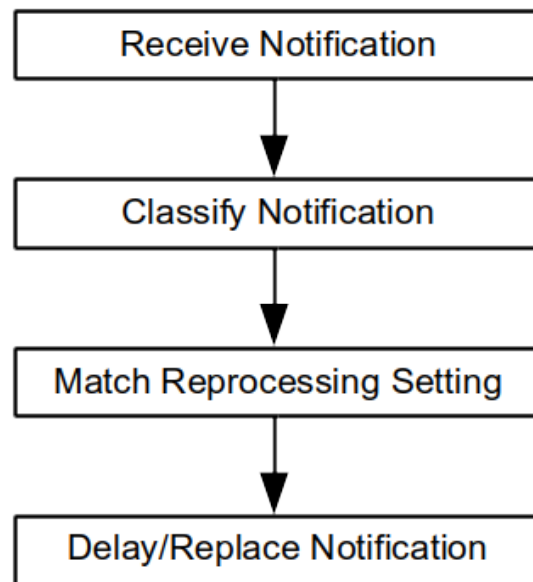 Receive Notification
Classify Notification
Match Reprocessing Setting
Delay/Replace Notification